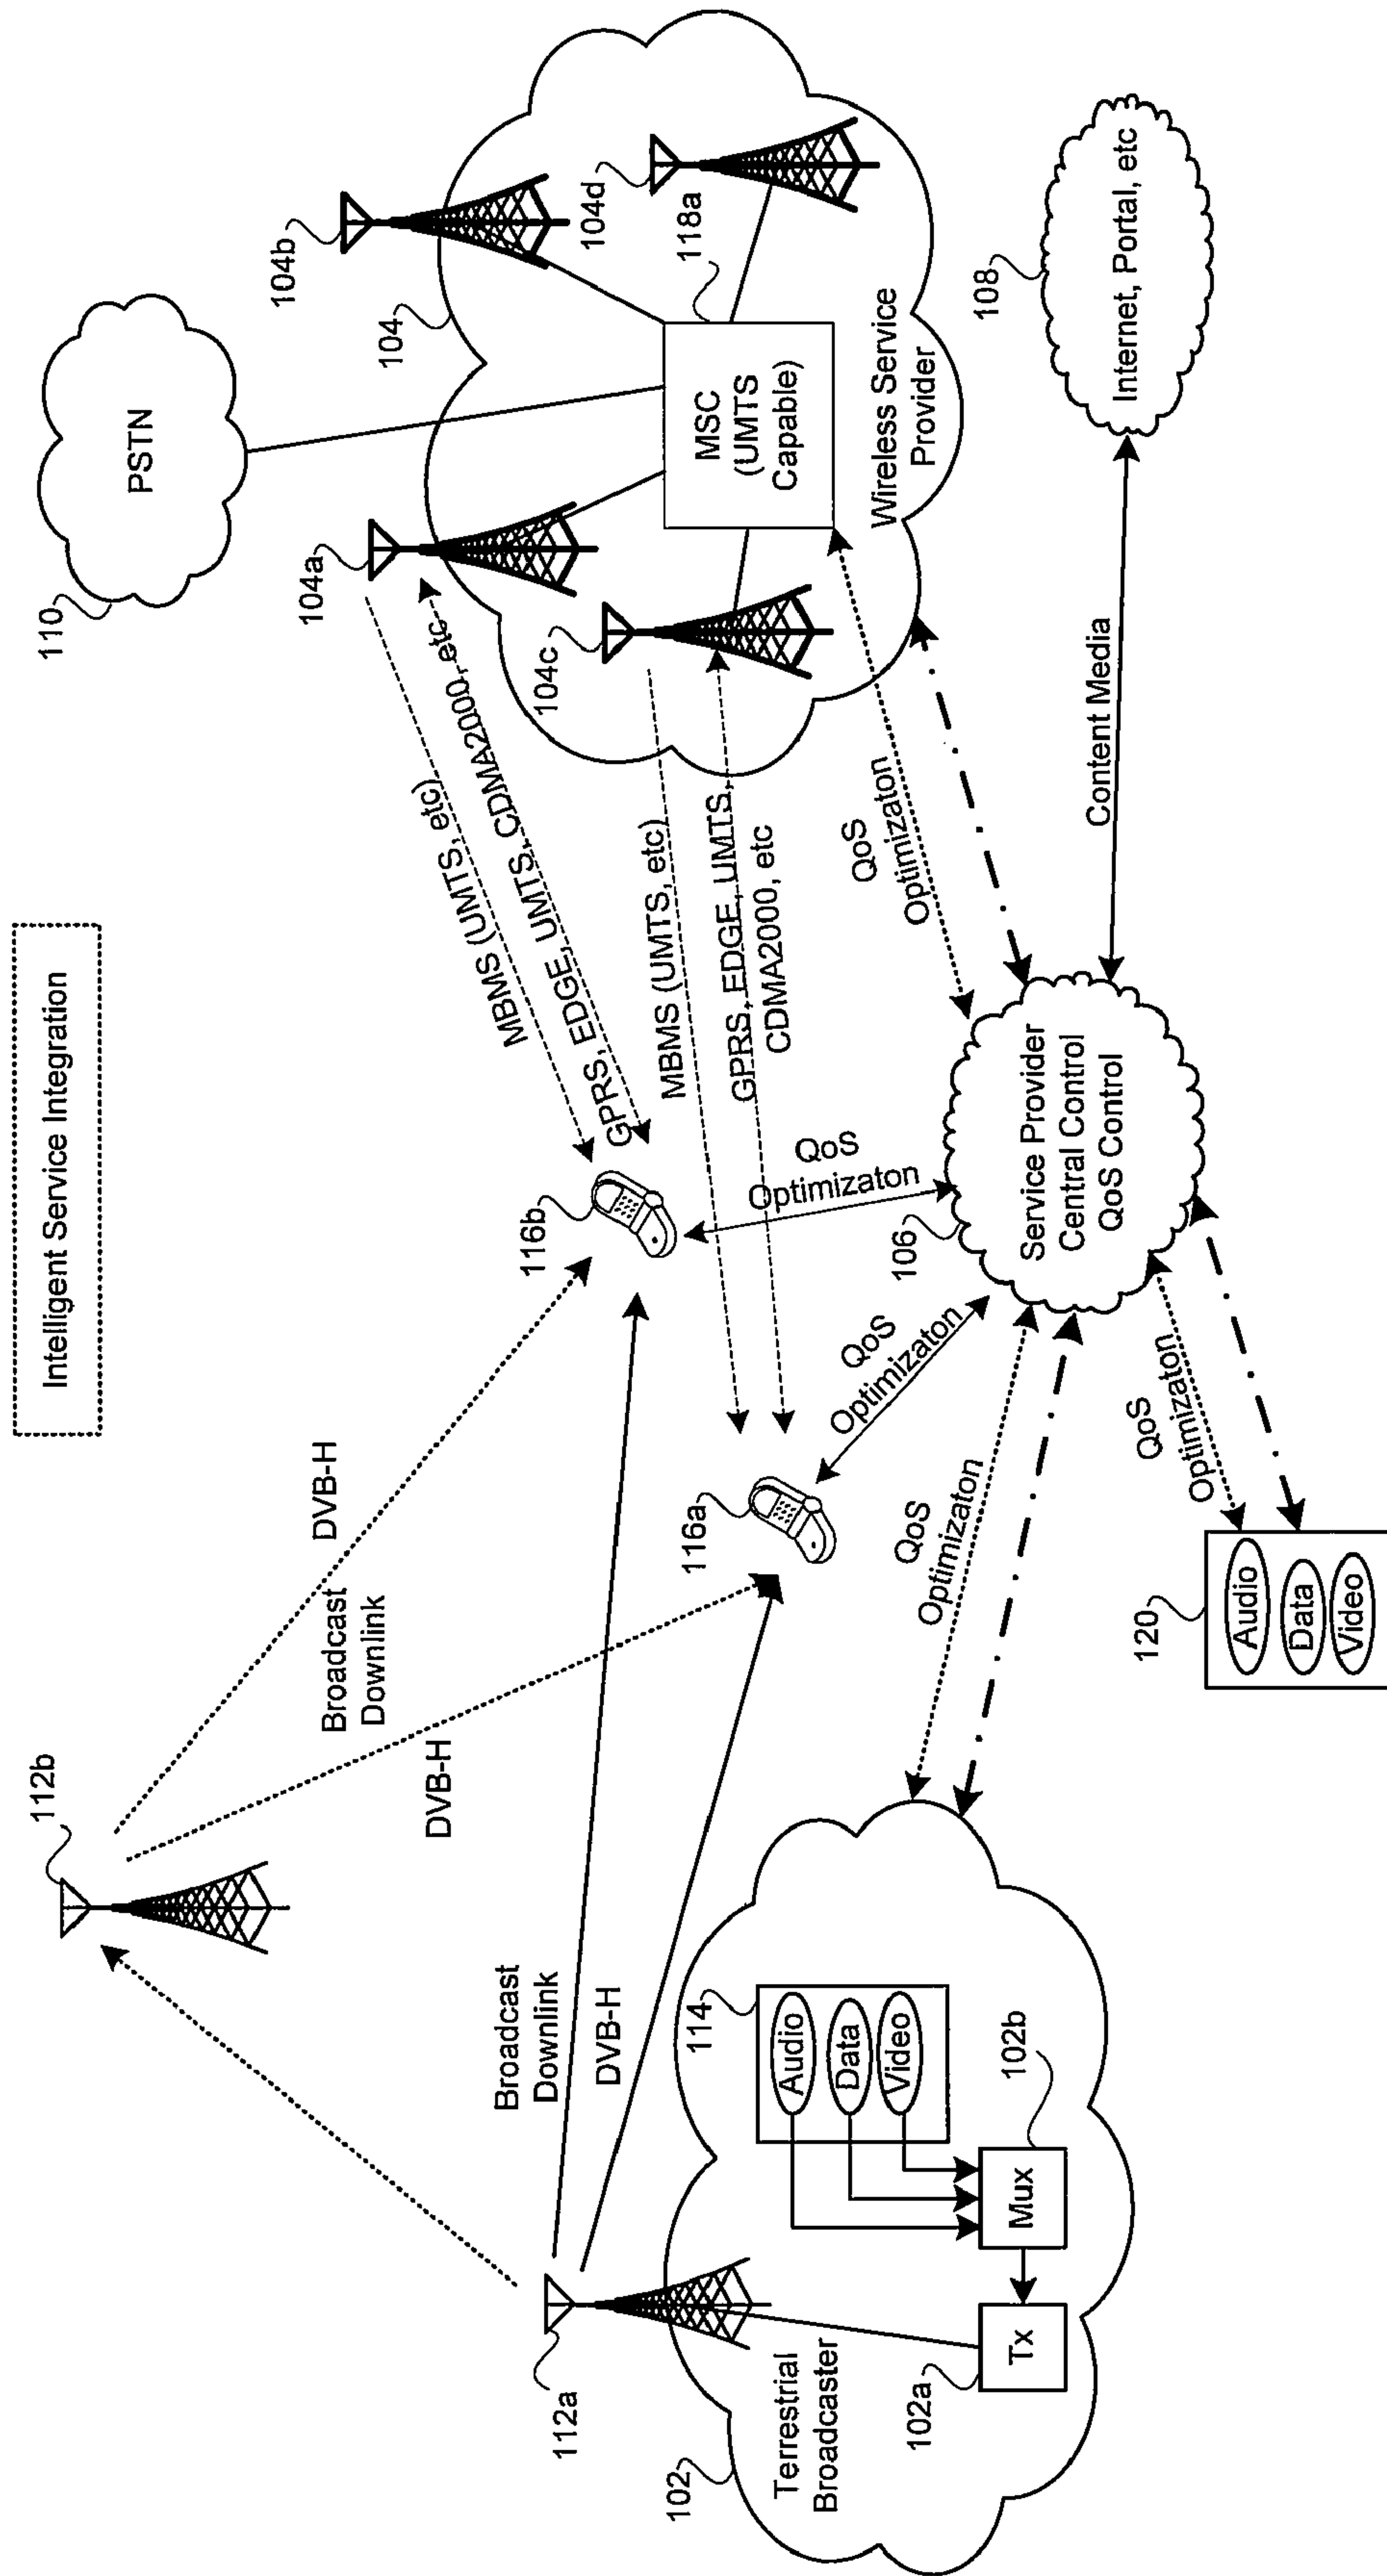 Intelligent Service Integration
112b
DVB-H
Broadcast
Downlink
DVB-H
110
PSTN
104a
104b
104
104c
104d
118a
MSC
(UMTS
Capable)
Wireless Service
Provider
MBMS (UMTS, etc)
GPRS, EDGE, UMTS, CDMA2000, etc
MBMS (UMTS, etc)
GPRS, EDGE, UMTS,
CDMA2000, etc
116b
116a
112a
Broadcast
Downlink
DVB-H
QoS
Optimizaton
QoS
Optimizaton
QoS
Optimizaton
QoS
Optimizaton
QoS
Optimizaton
106
Service Provider
Central Control
QoS Control
Content Media
108
Internet, Portal, etc
102
Terrestrial
Broadcaster
102a
Tx
Mux
102b
114
Audio
Data
Video
120
Audio
Data
Video